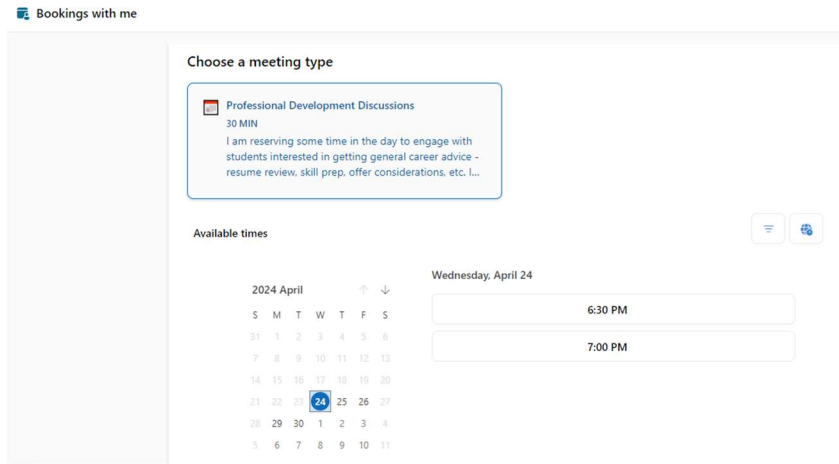 Bookings with me
Choose a meeting type
Professional Development Discussions
30 MIN
I am reserving some time in the day to engage with
students interested in getting general career advice -
resume review, skill prep, offer considerations, etc. I...
Available times
Wednesday, April 24
2024 April
S M T W T F S
31 1 2 3 4 5 6
7 8 9 10 11 12 13
14 15 16 17 18 19 20
21 22 23 24 25 26 27
28 29 30 1 2 3 4
5 6 7 8 9 10 11
6:30 PM
7:00 PM